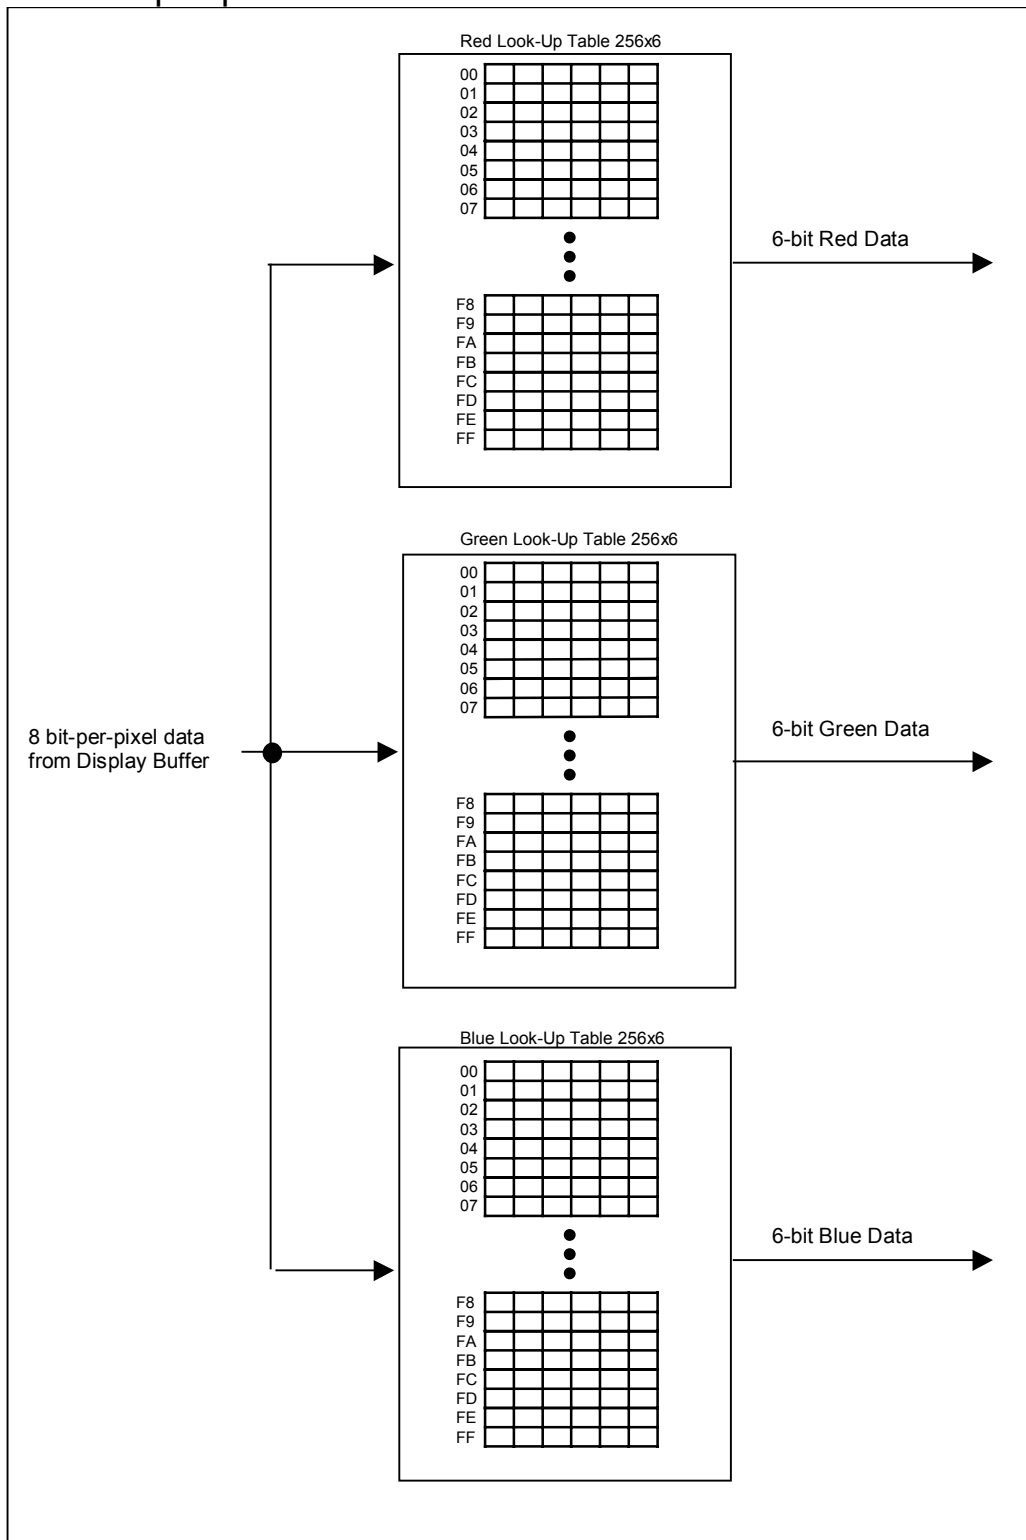 Red Look-Up Table 256x6
00
01
02
03
04
05
06
07
6-bit Red Data
F8
F9
FA
FB
FC
FD
FE
FF
Green Look-Up Table 256x6
00
01
02
03
04
05
06
07
8 bit-per-pixel data
from Display Buffer
6-bit Green Data
F8
F9
FA
FB
FC
FD
FE
FF
Blue Look-Up Table 256x6
00
01
02
03
04
05
06
07
6-bit Blue Data
F8
F9
FA
FB
FC
FD
FE
FF